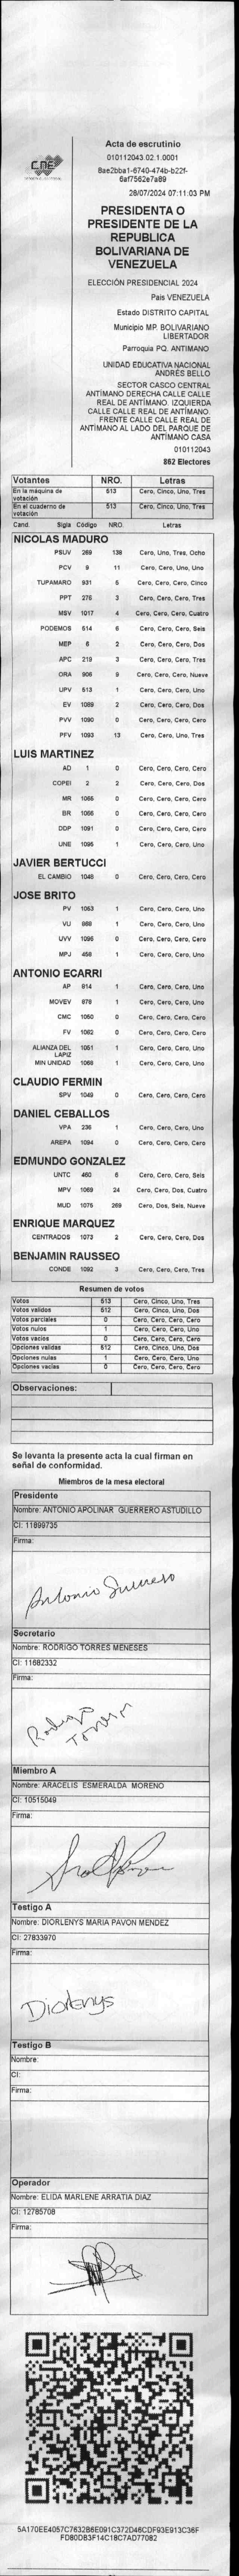 CNE
Acta de escrutinio
010112043.02.1.0001
8ae2bba1-6740-474b-b22f-
6af7562e7a89
28/07/2024 07:11:03 PM
PRESIDENTA O
PRESIDENTE DE LA
REPUBLICA
BOLIVARIANA DE
VENEZUELA
ELECCIÓN PRESIDENCIAL 2024
Pais VENEZUELA
Estado DISTRITO CAPITAL
Municipio MP. BOLIVARIANO
LIBERTADOR
Parroquia PQ. ANTIMANO
UNIDAD EDUCATIVA NACIONAL
ANDRÉS BELLO
SECTOR CASCO CENTRAL
ANTÍMANO DERECHA CALLE CALLE
REAL DE ANTÍMANO. IZQUIERDA
CALLE CALLE REAL DE ANTÍMANO.
FRENTE CALLE CALLE REAL DE
ANTÍMANO AL LADO DEL PARQUE DE
ANTÍMANO CASA
010112043
862 Electores
Votantes NRO. Letras
En la máquina de votación 513 Cero, Cinco, Uno, Tres
En el cuaderno de votación 513 Cero, Cinco, Uno, Tres
Cand. Sigla Código NRO. Letras
NICOLAS MADURO
PSUV 269 138 Cero, Uno, Tres, Ocho
PCV 9 11 Cero, Cero, Uno, Uno
TUPAMARO 931 5 Cero, Cero, Cero, Cinco
PPT 275 3 Cero, Cero, Cero, Tres
MSV 1017 4 Cero, Cero, Cero, Cuatro
PODEMOS 514 6 Cero, Cero, Cero, Seis
MEP 6 2 Cero, Cero, Cero, Dos
APC 219 3 Cero, Cero, Cero, Tres
ORA 906 9 Cero, Cero, Cero, Nueve
UPV 513 1 Cero, Cero, Cero, Uno
EV 1089 2 Cero, Cero, Cero, Dos
PVV 1090 0 Cero, Cero, Cero, Cero
PFV 1093 13 Cero, Cero, Uno, Tres
LUIS MARTINEZ
AD 1 0 Cero, Cero, Cero, Cero
COPEI 2 2 Cero, Cero, Cero, Dos
MR 1085 0 Cero, Cero, Cero, Cero
BR 1066 0 Cero, Cero, Cero, Cero
DDP 1091 0 Cero, Cero, Cero, Cero
UNE 1095 1 Cero, Cero, Cero, Uno
JAVIER BERTUCCI
EL CAMBIO 1048 0 Cero, Cero, Cero, Cero
JOSE BRITO
PV 1053 1 Cero, Cero, Cero, Uno
VU 868 1 Cero, Cero, Cero, Uno
UVV 1096 0 Cero, Cero, Cero, Cero
MPJ 458 1 Cero, Cero, Cero, Uno
ANTONIO ECARRI
AP 814 1 Cero, Cero, Cero, Uno
MOVEV 878 1 Cero, Cero, Cero, Uno
CMC 1050 0 Cero, Cero, Cero, Cero
FV 1082 0 Cero, Cero, Cero, Cero
ALIANZA DEL LAPIZ 1051 1 Cero, Cero, Cero, Uno
MIN UNIDAD 1068 1 Cero, Cero, Cero, Uno
CLAUDIO FERMIN
SPV 1049 0 Cero, Cero, Cero, Cero
DANIEL CEBALLOS
VPA 236 1 Cero, Cero, Cero, Uno
AREPA 1094 0 Cero, Cero, Cero, Cero
EDMUNDO GONZALEZ
UNTC 460 6 Cero, Cero, Cero, Seis
MPV 1069 24 Cero, Cero, Dos, Cuatro
MUD 1075 269 Cero, Dos, Seis, Nueve
ENRIQUE MARQUEZ
CENTRADOS 1073 2 Cero, Cero, Cero, Dos
BENJAMIN RAUSSEO
CONDE 1092 3 Cero, Cero, Cero, Tres
Resumen de votos
Votos 513 Cero, Cinco, Uno, Tres
Votos validos 512 Cero, Cinco, Uno, Dos
Votos parciales 0 Cero, Cero, Cero, Cero
Votos nulos 1 Cero, Cero, Cero, Uno
Votos vacios 0 Cero, Cero, Cero, Cero
Opciones validas 512 Cero, Cinco, Uno, Dos
Opciones nulas 1 Cero, Cero, Cero, Uno
Opciones vacias 0 Cero, Cero, Cero, Cero
Observaciones:
Se levanta la presente acta la cual firman en
señal de conformidad.
Miembros de la mesa electoral
Presidente
Nombre: ANTONIO APOLINAR GUERRERO ASTUDILLO
CI: 11899735
Firma:
Antonio Guerrero
Secretario
Nombre: RODRIGO TORRES MENESES
CI: 11682332
Firma:
Rodrigo
Torres
Miembro A
Nombre: ARACELIS ESMERALDA MORENO
CI: 10515049
Firma:
Testigo A
Nombre: DIORLENYS MARIA PAVON MENDEZ
CI: 27833970
Firma:
Diorlenys
Testigo B
Nombre:
CI:
Firma:
Operador
Nombre: ELIDA MARLENE ARRATIA DIAZ
CI: 12785708
Firma:
5A170EE4057C7632B6E091C372D46CDF93E913C36F
FD80DB3F14C18C7AD77082